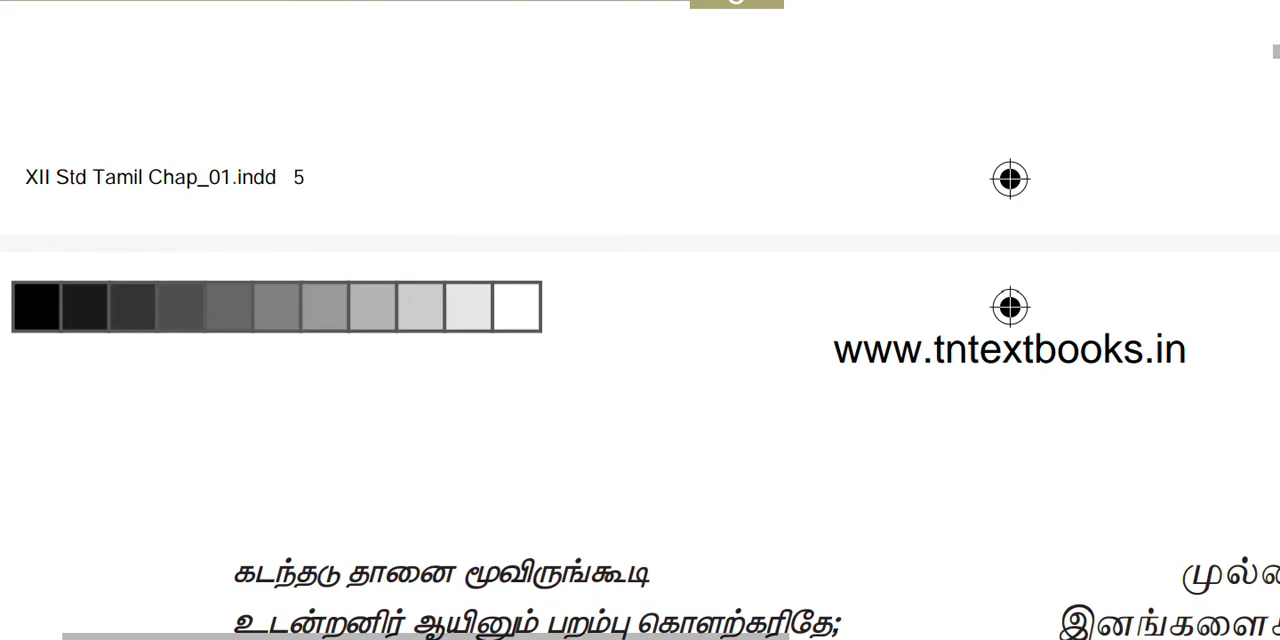 XII Std Tamil Chap_01.indd 5
www.tntextbooks.in
கடந்தடு தானை மூவிருங்கூடி
உடன்றனிர் ஆயினும் பறம்பு கொளற்கரிதே;